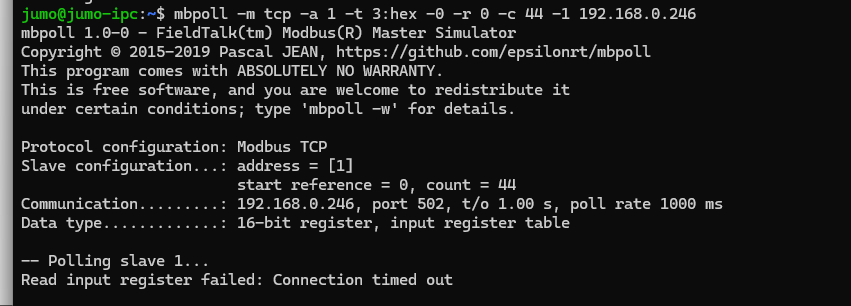 jumo@jumo-ipc:~$ mbpoll -m tcp -a 1 -t 3:hex -0 -r 0 -c 44 -1 192.168.0.246
mbpoll 1.0-0 - FieldTalk(tm) Modbus(R) Master Simulator
Copyright © 2015-2019 Pascal JEAN, https://github.com/epsilonrt/mbpoll
This program comes with ABSOLUTELY NO WARRANTY.
This is free software, and you are welcome to redistribute it
under certain conditions; type 'mbpoll -w' for details.

Protocol configuration: Modbus TCP
Slave configuration...: address = [1]
                        start reference = 0, count = 44
Communication.........: 192.168.0.246, port 502, t/o 1.00 s, poll rate 1000 ms
Data type.............: 16-bit register, input register table

-- Polling slave 1...
Read input register failed: Connection timed out